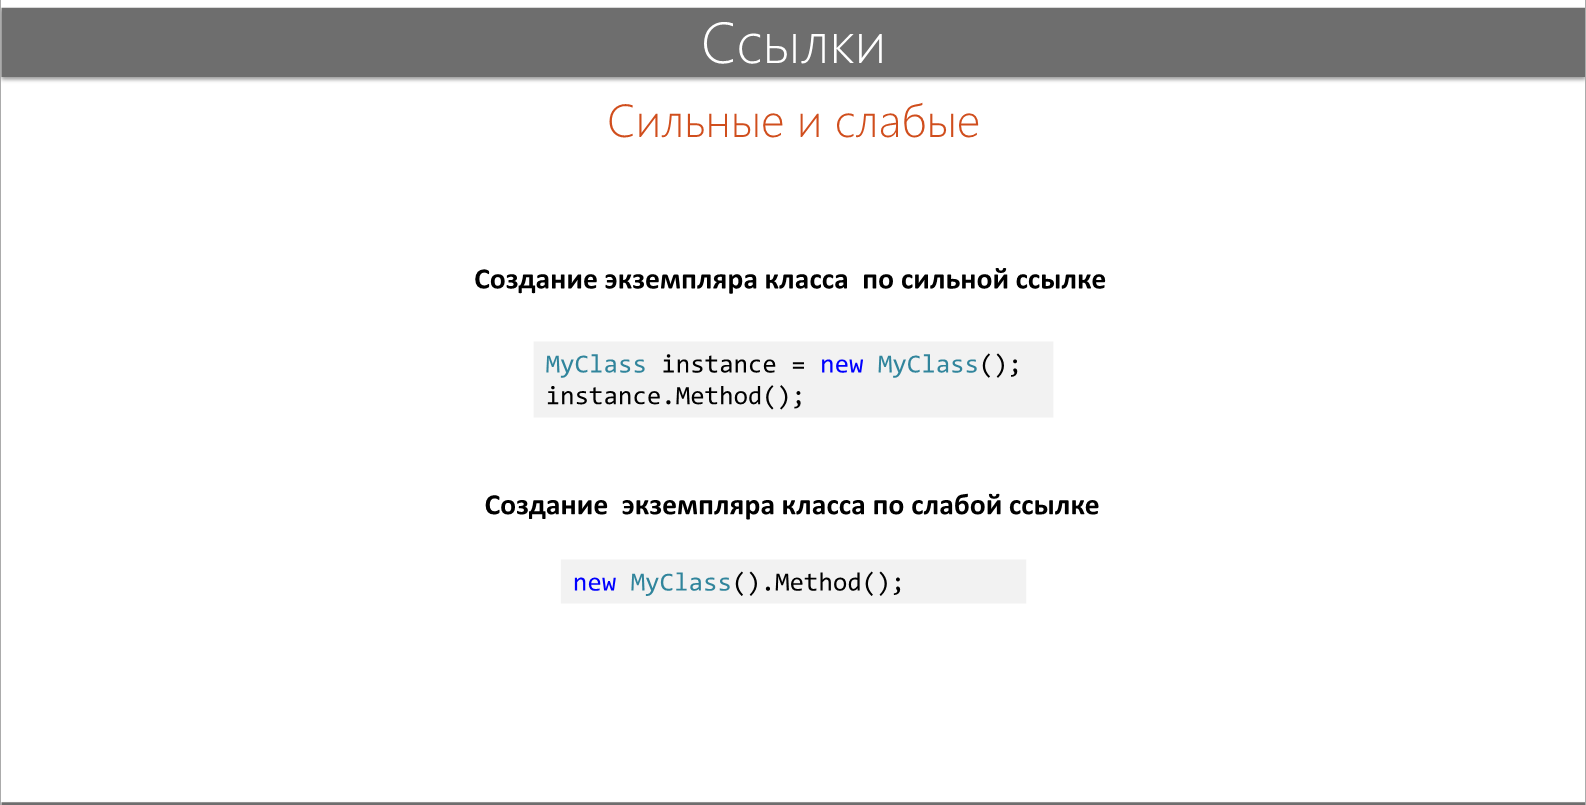 Ссылки
Сильные и слабые
Создание экземпляра класса  по сильной ссылке
MyClass instance = new MyClass();
instance.Method();
Создание  экземпляра класса по слабой ссылке
new MyClass().Method();